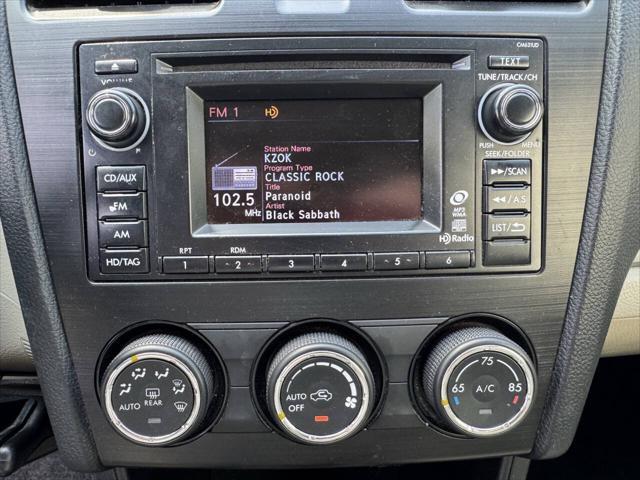 CM631UD
TEXT
VOLUME
TUNE/TRACK/CH
PUSH MENU
SEEK/FOLDER
FM 1 HD
Station Name
KZOK
Program Type
CLASSIC ROCK
Title
Paranoid
Artist
Black Sabbath
102.5
MHz
CD/AUX
FM
AM
HD/TAG
SCAN
A.S
LIST/
MP3
WMA
HD Radio
RPT RDM
1 2 3 4 5 6
AUTO REAR
AUTO
OFF
65 75 85
A/C